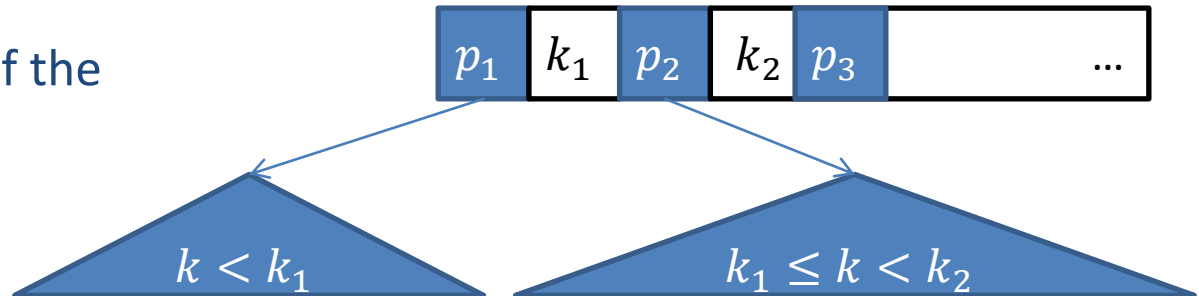 f the
p₁ k₁ p₂ k₂ p₃ ...
k < k₁ k₁ ≤ k < k₂